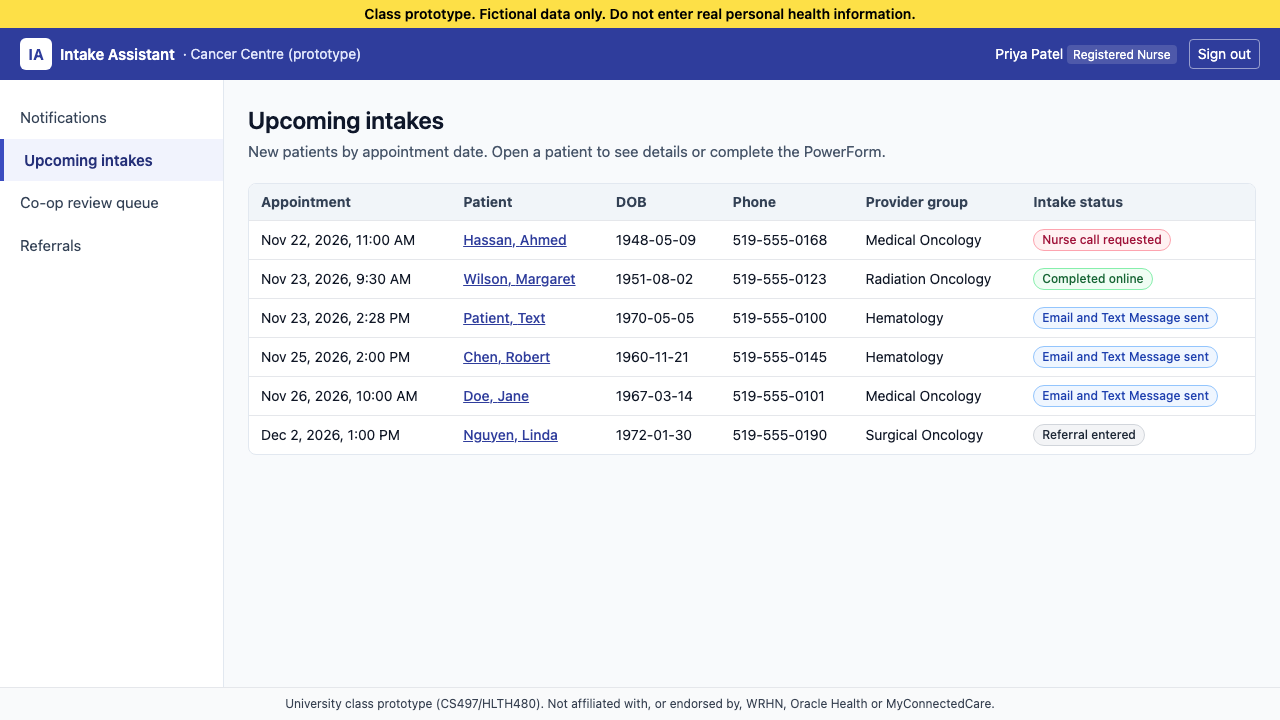 Class prototype. Fictional data only. Do not enter real personal health information.
IA Intake Assistant · Cancer Centre (prototype) Priya Patel Registered Nurse Sign out
Notifications
Upcoming intakes
Co-op review queue
Referrals
Upcoming intakes
New patients by appointment date. Open a patient to see details or complete the PowerForm.
Appointment Patient DOB Phone Provider group Intake status
Nov 22, 2026, 11:00 AM Hassan, Ahmed 1948-05-09 519-555-0168 Medical Oncology Nurse call requested
Nov 23, 2026, 9:30 AM Wilson, Margaret 1951-08-02 519-555-0123 Radiation Oncology Completed online
Nov 23, 2026, 2:28 PM Patient, Text 1970-05-05 519-555-0100 Hematology Email and Text Message sent
Nov 25, 2026, 2:00 PM Chen, Robert 1960-11-21 519-555-0145 Hematology Email and Text Message sent
Nov 26, 2026, 10:00 AM Doe, Jane 1967-03-14 519-555-0101 Medical Oncology Email and Text Message sent
Dec 2, 2026, 1:00 PM Nguyen, Linda 1972-01-30 519-555-0190 Surgical Oncology Referral entered
University class prototype (CS497/HLTH480). Not affiliated with, or endorsed by, WRHN, Oracle Health or MyConnectedCare.